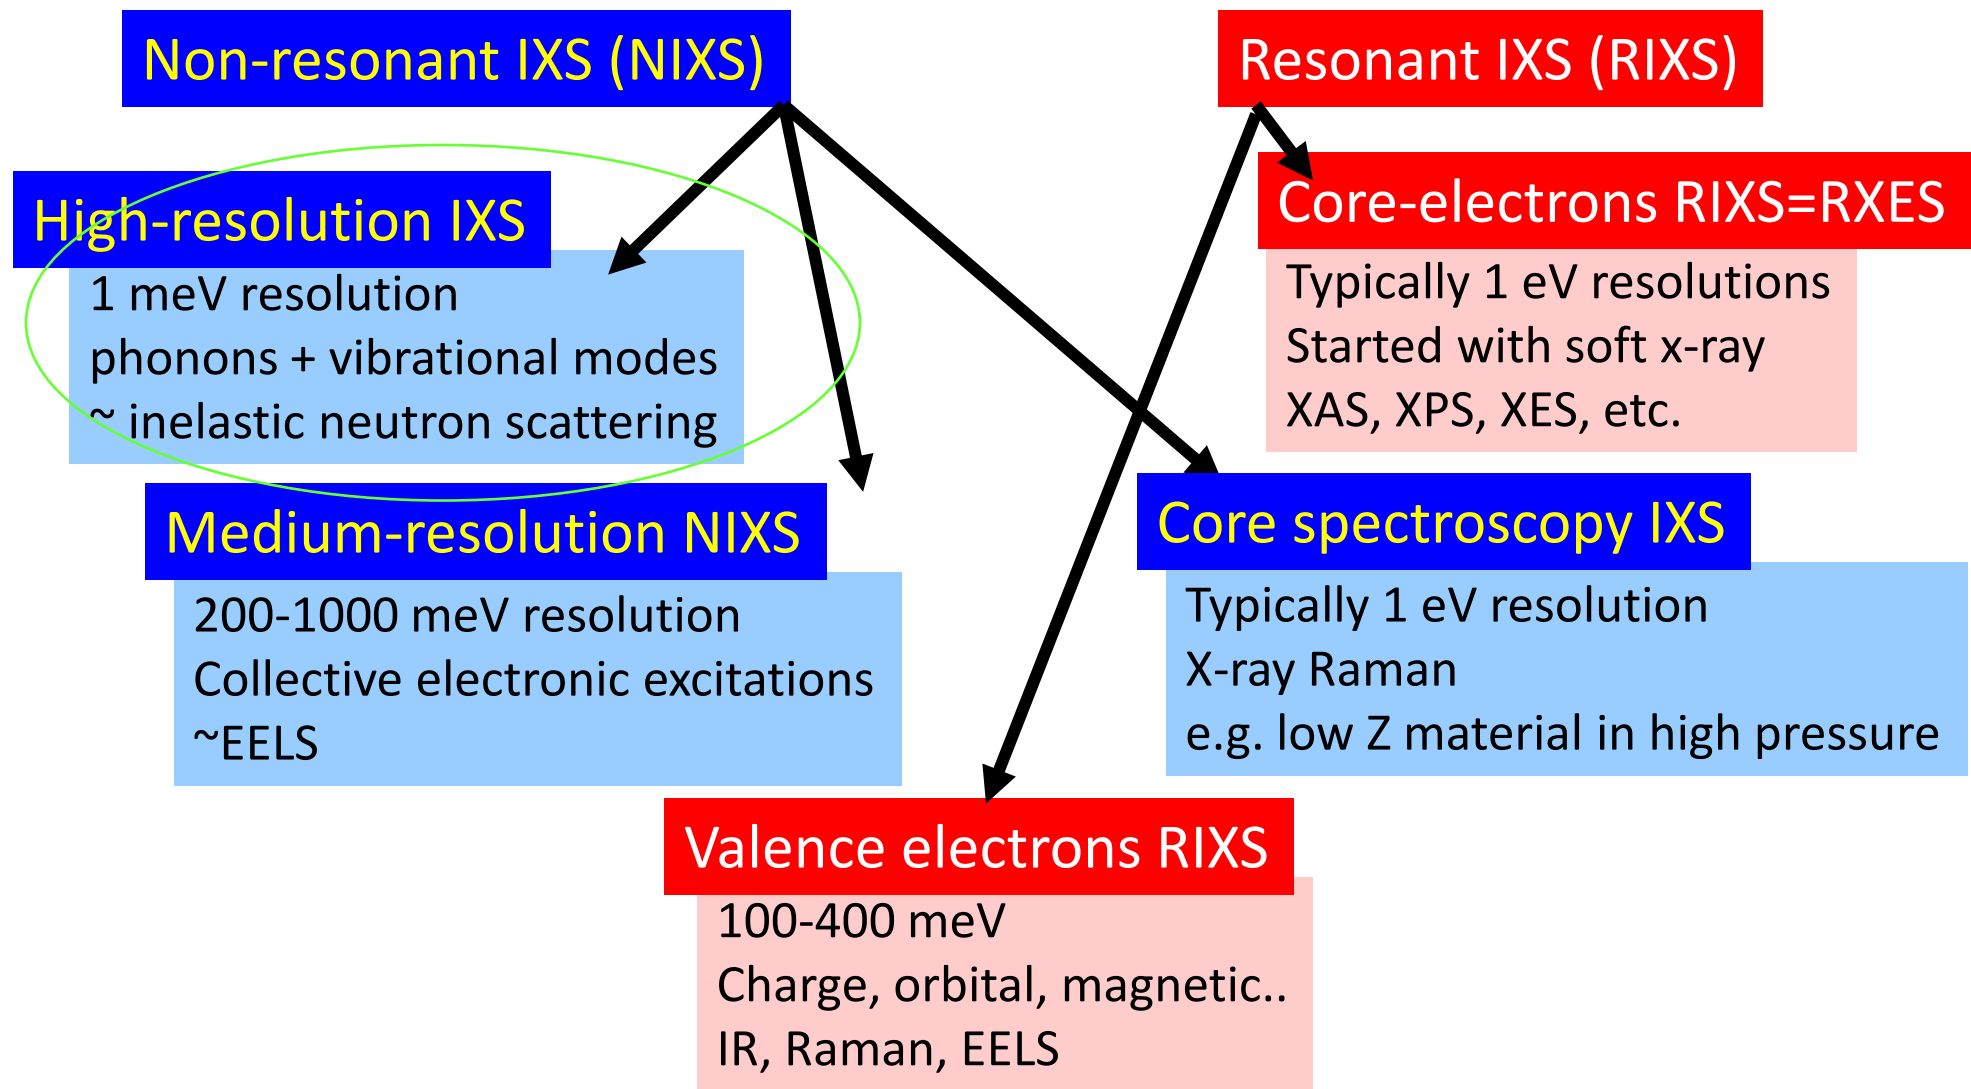 Non-resonant IXS (NIXS)
Resonant IXS (RIXS)
High-resolution IXS
1 meV resolution
phonons + vibrational modes
~ inelastic neutron scattering
Core-electrons RIXS=RXES
Typically 1 eV resolutions
Started with soft x-ray
XAS, XPS, XES, etc.
Medium-resolution NIXS
200-1000 meV resolution
Collective electronic excitations
~EELS
Core spectroscopy IXS
Typically 1 eV resolution
X-ray Raman
e.g. low Z material in high pressure
Valence electrons RIXS
100-400 meV
Charge, orbital, magnetic..
IR, Raman, EELS